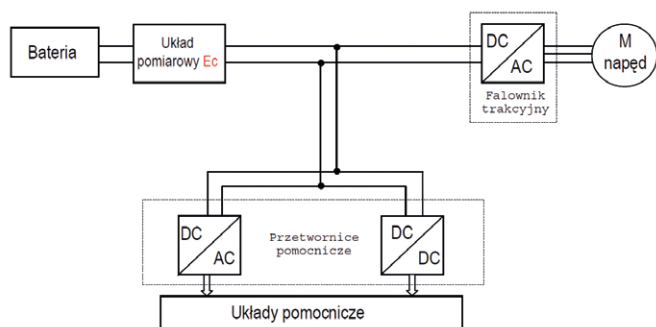 Bateria
Układ
pomiarowy Ec
DC
AC
M
napęd
Falownik
trakcyjny
DC
AC
Przetwornice
pomocnicze
DC
DC
Układy pomocnicze